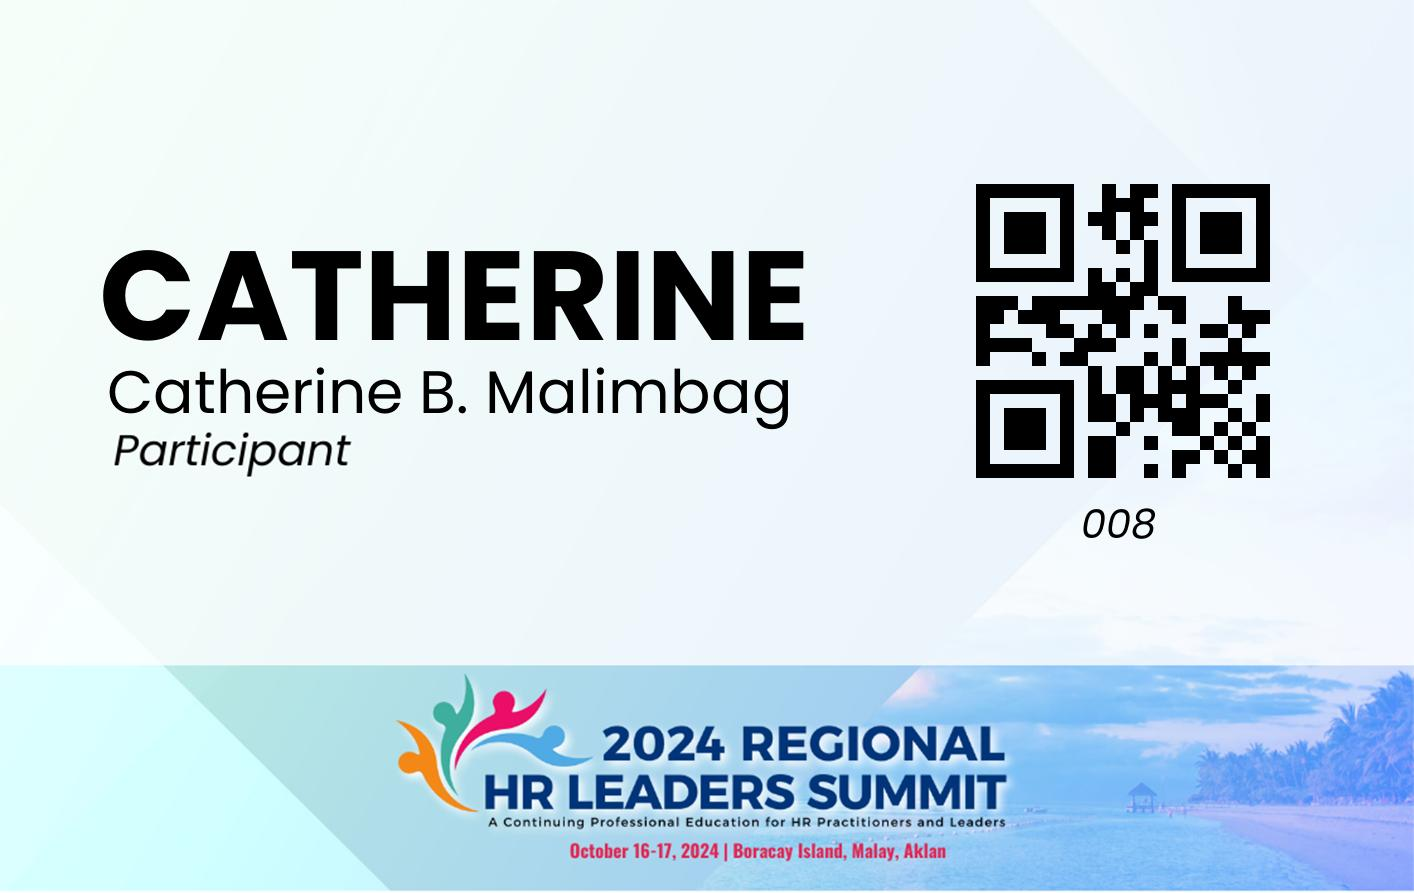 CATHERINE
Catherine B. Malimbag
Participant
008
2024 REGIONAL
HR LEADERS SUMMIT
A Continuing Professional Education for HR Practitioners and Leaders
October 16-17, 2024 | Boracay Island, Malay, Aklan